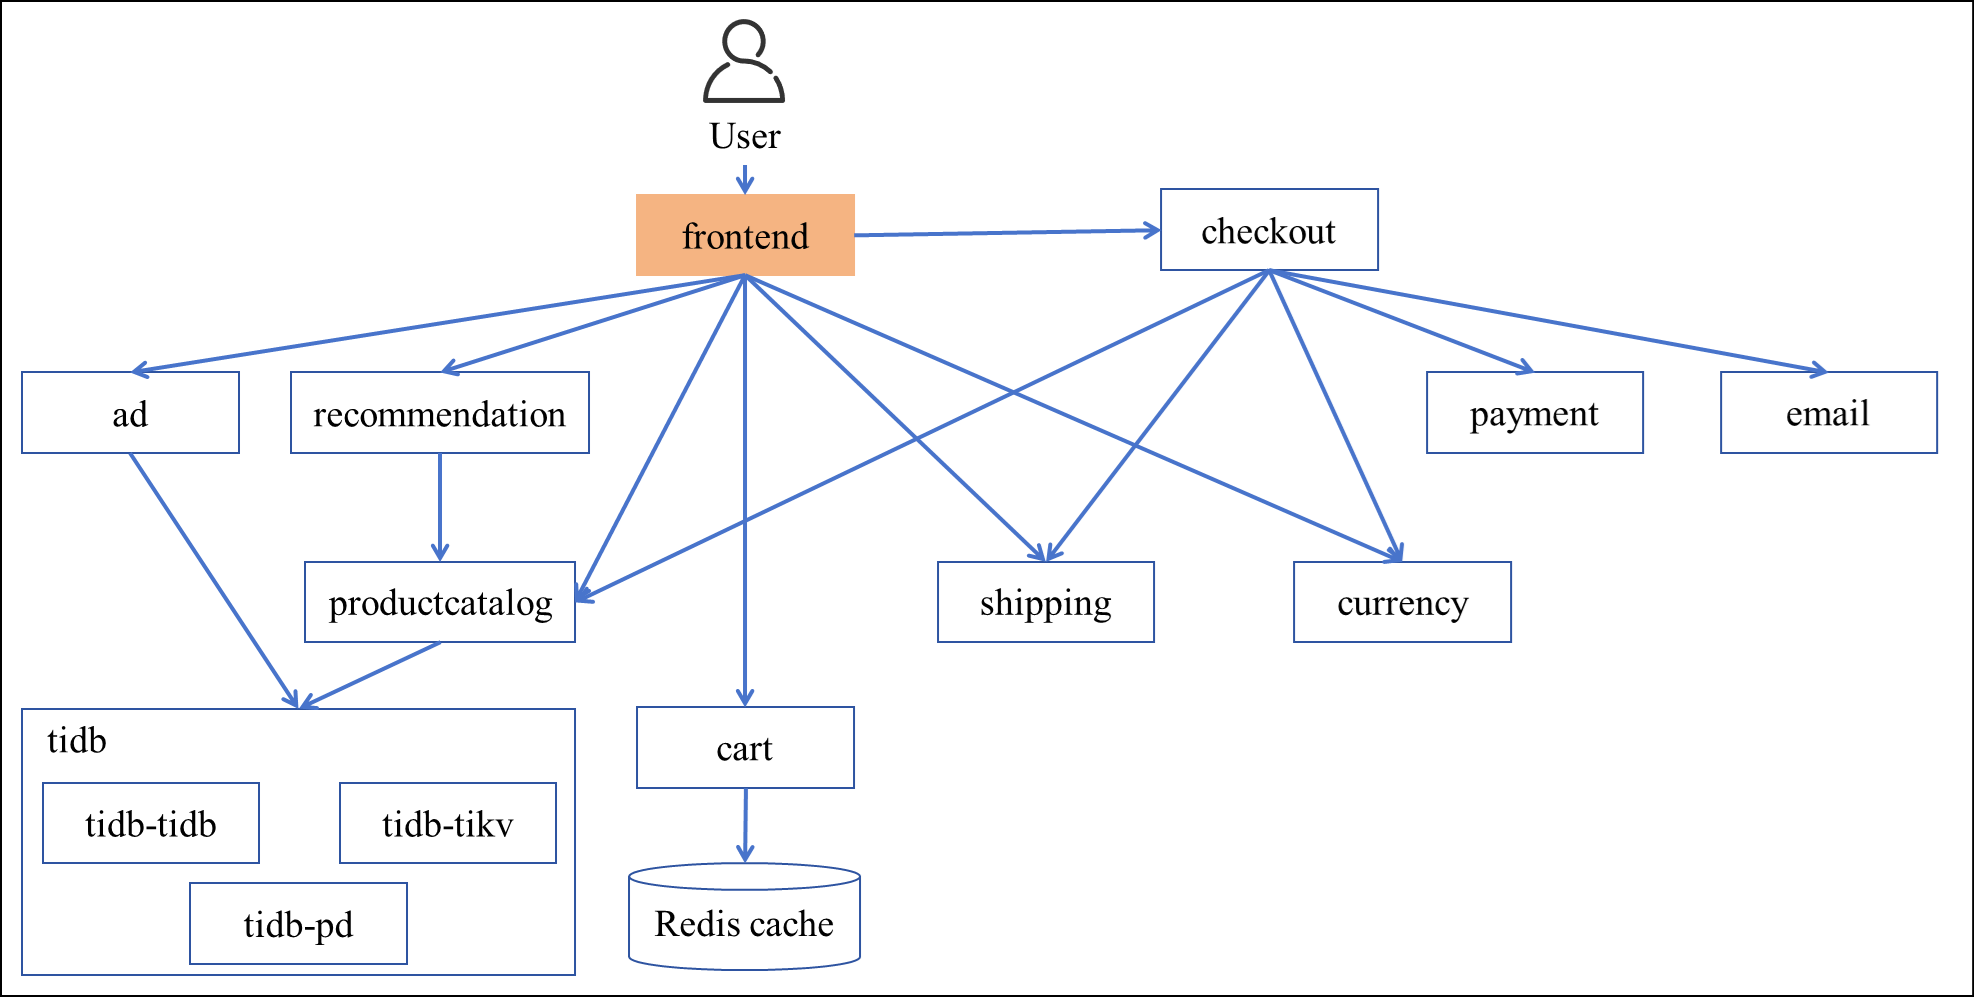 User
frontend
checkout
ad
recommendation
payment
email
productcatalog
shipping
currency
tidb
cart
tidb-tidb
tidb-tikv
tidb-pd
Redis cache